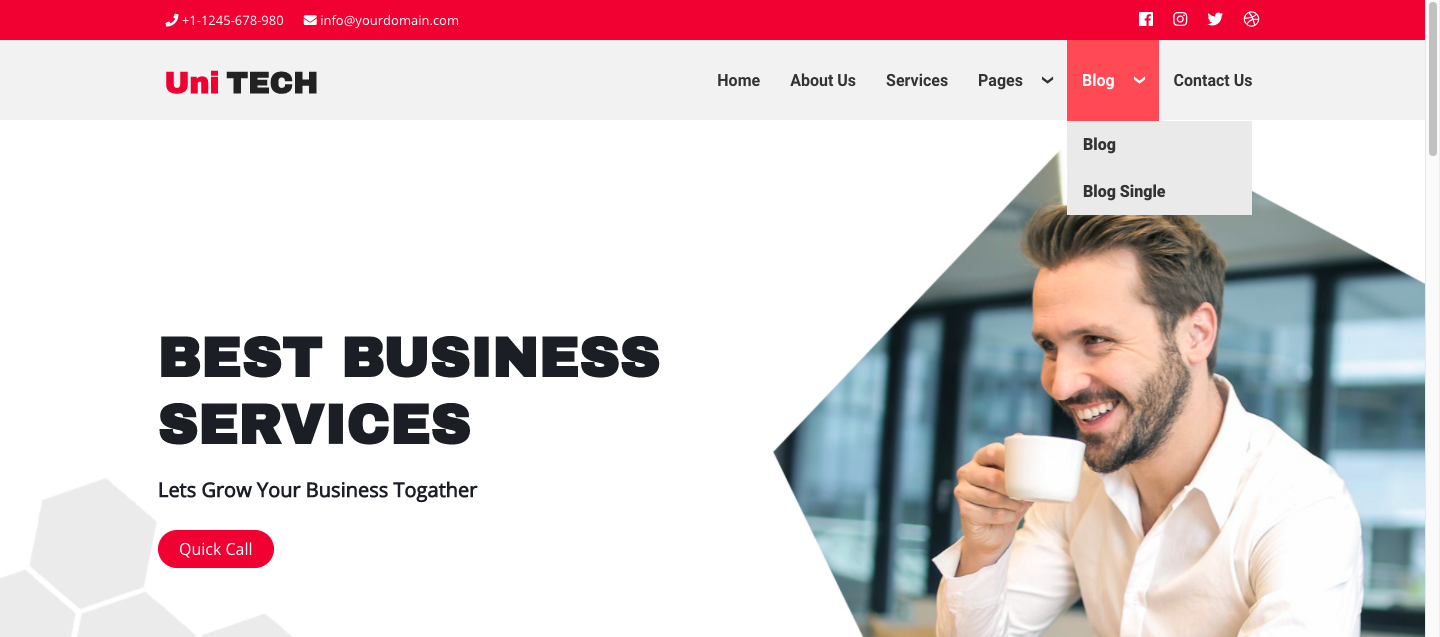 +1-1245-678-980 info@yourdomain.com
Uni TECH Home About Us Services Pages Blog Contact Us
Blog
Blog Single
BEST BUSINESS
SERVICES
Lets Grow Your Business Togather
Quick Call